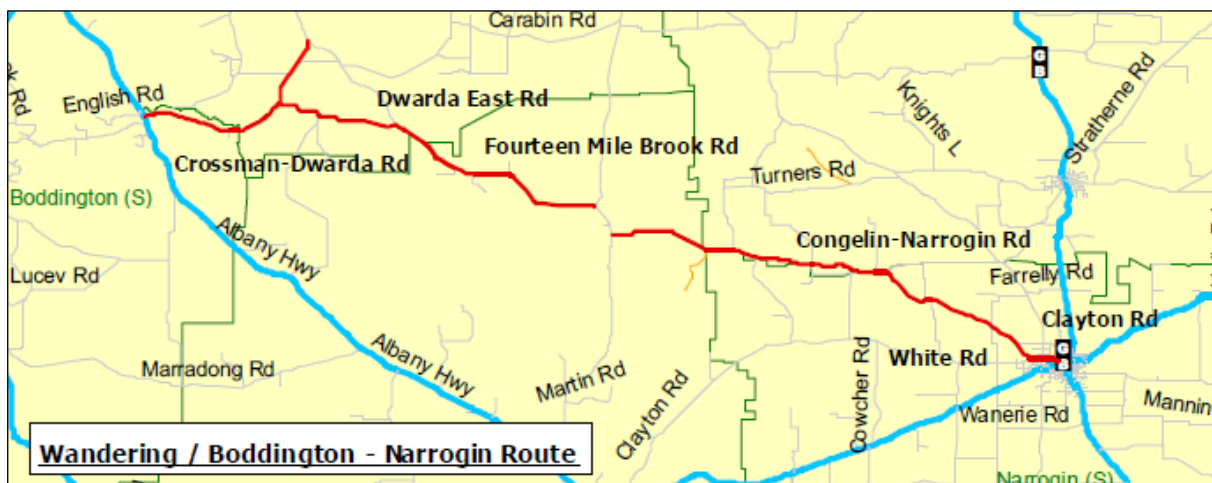 Carabin Rd
English Rd
Dwarda East Rd
Knights L
Stratherne Rd
Crossman-Dwarda Rd
Fourteen Mile Brook Rd
Turners Rd
Boddington (S)
Albany Hwy
Congelin-Narrogin Rd
Lucev Rd
Farrelly Rd
Clayton Rd
Albany Hwy
Marradong Rd
Martin Rd
Clayton Rd
Cowcher Rd
White Rd
Wanerie Rd
Mannin
Wandering / Boddington - Narrogin Route
Narrogin (S)